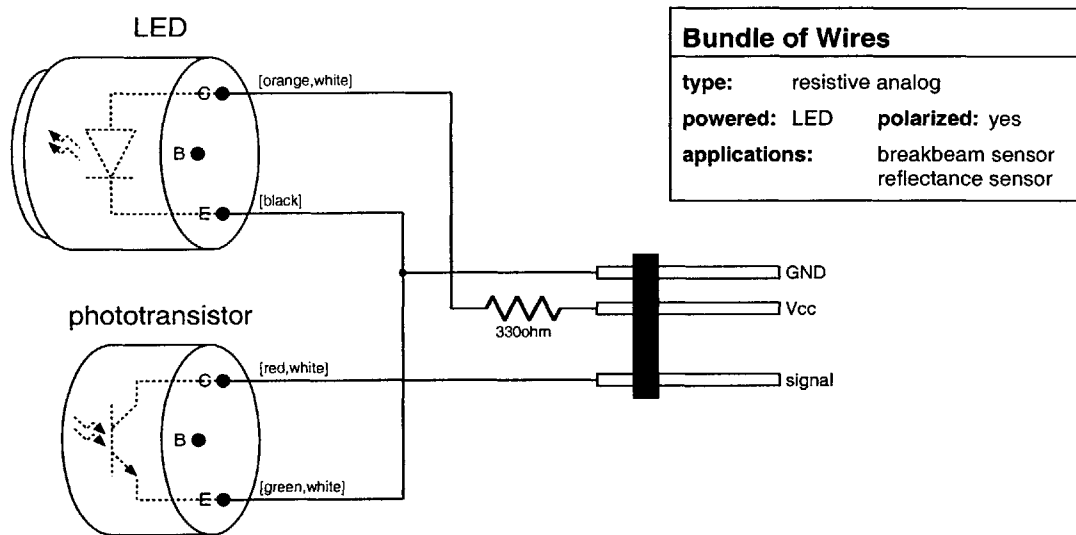 LED
Bundle of Wires
type: resistive analog
powered: LED polarized: yes
applications: breakbeam sensor
reflectance sensor
[orange,white]
C
B
E
[black]
GND
Vcc
330ohm
signal
phototransistor
[red,white]
C
B
E
[green,white]